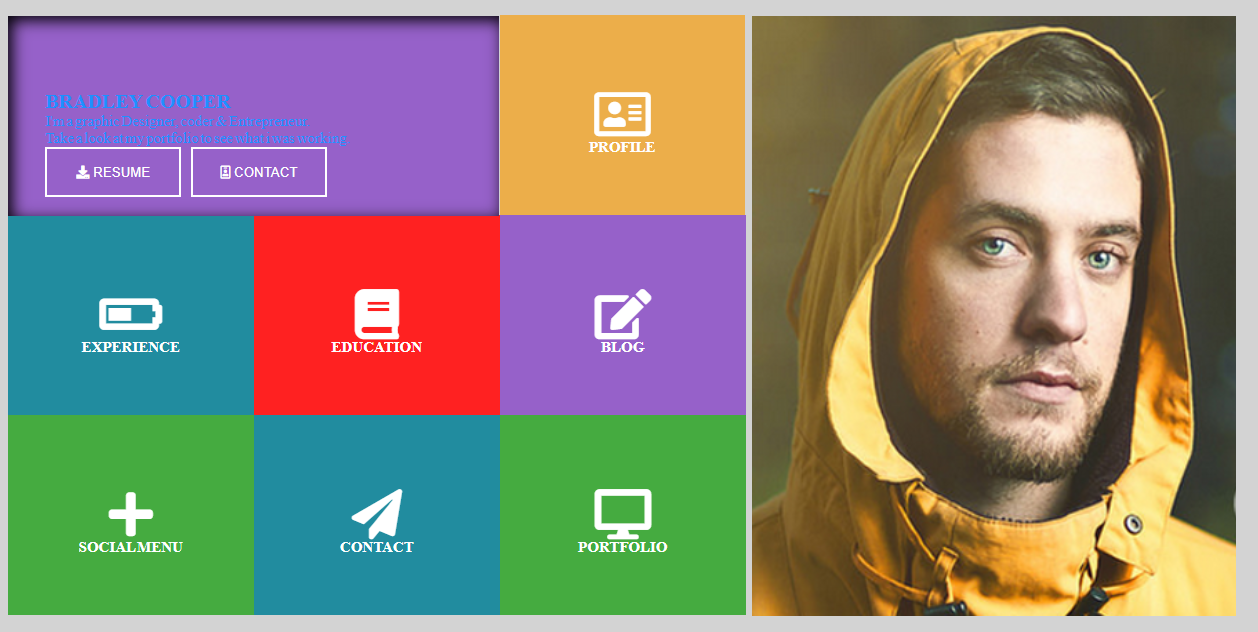 BRADLEY COOPER
I'm a graphic Designer, coder & Entrepreneur
Take a look at my portfolio to see what i was working.
RESUME
CONTACT
PROFILE
EXPERIENCE
EDUCATION
BLOG
SOCIALMENU
CONTACT
PORTFOLIO